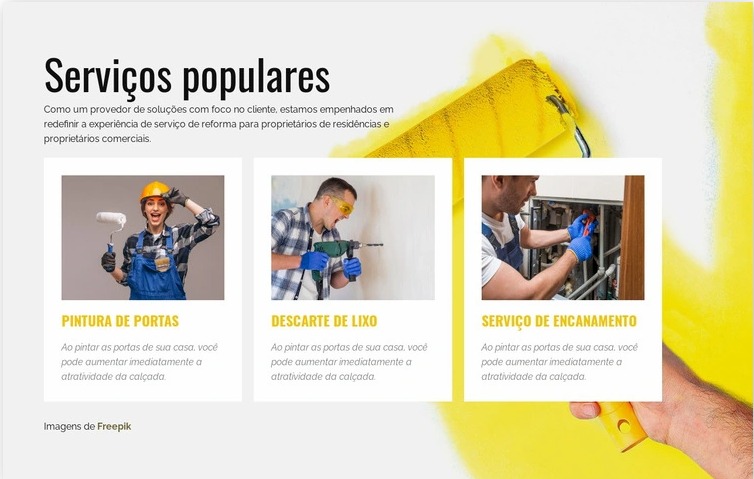 Serviços populares
Como um provedor de soluções com foco no cliente, estamos empenhados em
redefinir a experiência de serviço de reforma para proprietários de residências e
proprietários comerciais.
PINTURA DE PORTAS
Ao pintar as portas de sua casa, você
pode aumentar imediatamente a
atratividade da calçada.
DESCARTE DE LIXO
Ao pintar as portas de sua casa, você
pode aumentar imediatamente a
atratividade da calçada.
SERVIÇO DE ENCANAMENTO
Ao pintar as portas de sua casa, você
pode aumentar imediatamente a
atratividade da calçada.
Imagens de Freepik